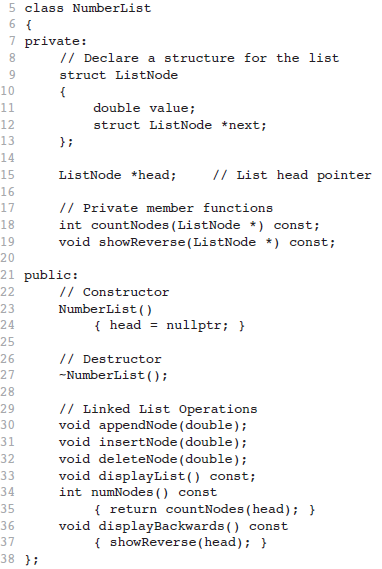 5 class NumberList
6 {
7 private:
8     // Declare a structure for the list
9     struct ListNode
10     {
11         double value;
12         struct ListNode *next;
13     };
14
15     ListNode *head;    // List head pointer
16
17     // Private member functions
18     int countNodes(ListNode *) const;
19     void showReverse(ListNode *) const;
20
21 public:
22     // Constructor
23     NumberList()
24         { head = nullptr; }
25
26     // Destructor
27     ~NumberList();
28
29     // Linked List Operations
30     void appendNode(double);
31     void insertNode(double);
32     void deleteNode(double);
33     void displayList() const;
34     int numNodes() const
35         { return countNodes(head); }
36     void displayBackwards() const
37         { showReverse(head); }
38 };